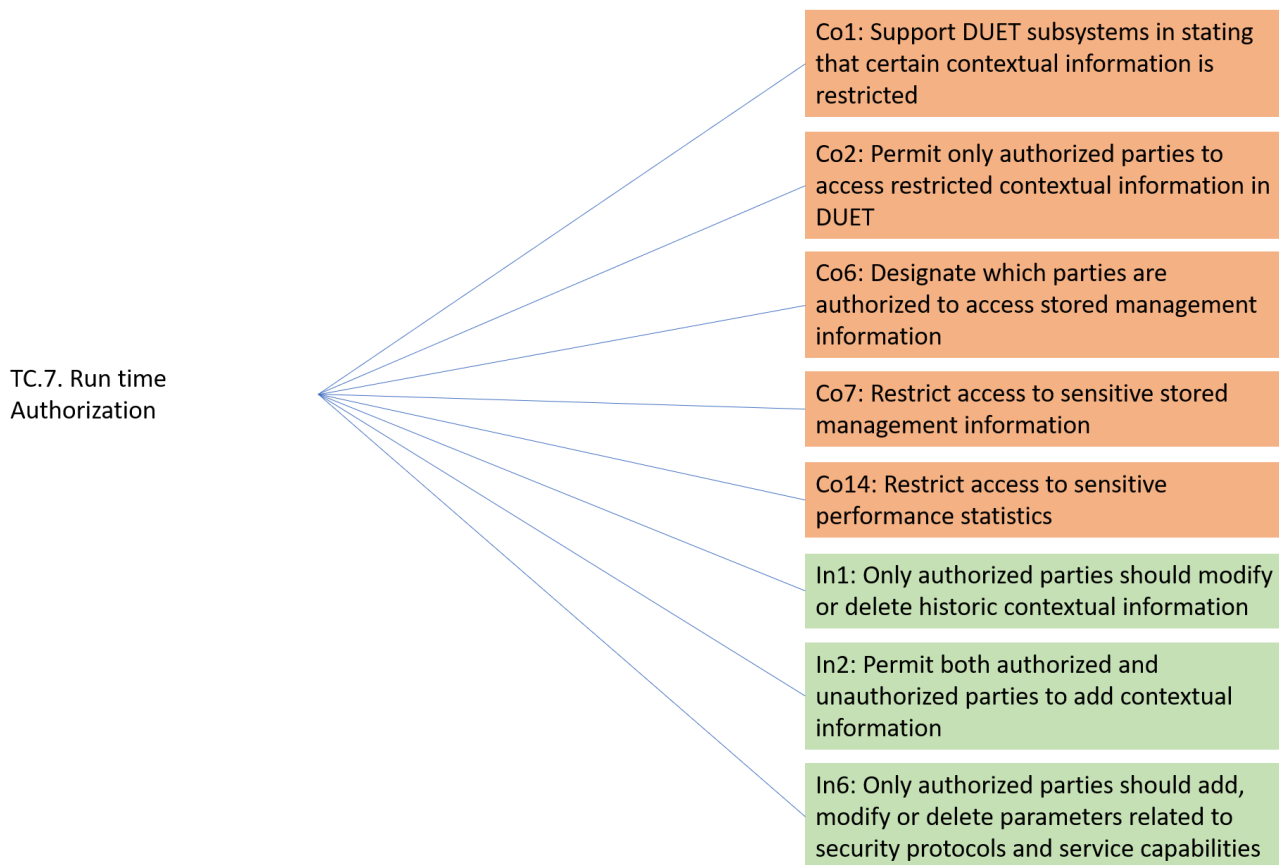 Co1: Support DUET subsystems in stating
that certain contextual information is
restricted
Co2: Permit only authorized parties to
access restricted contextual information in
DUET
Co6: Designate which parties are
authorized to access stored management
information
TC.7. Run time
Authorization
Co7: Restrict access to sensitive stored
management information
Co14: Restrict access to sensitive
performance statistics
In1: Only authorized parties should modify
or delete historic contextual information
In2: Permit both authorized and
unauthorized parties to add contextual
information
In6: Only authorized parties should add,
modify or delete parameters related to
security protocols and service capabilities